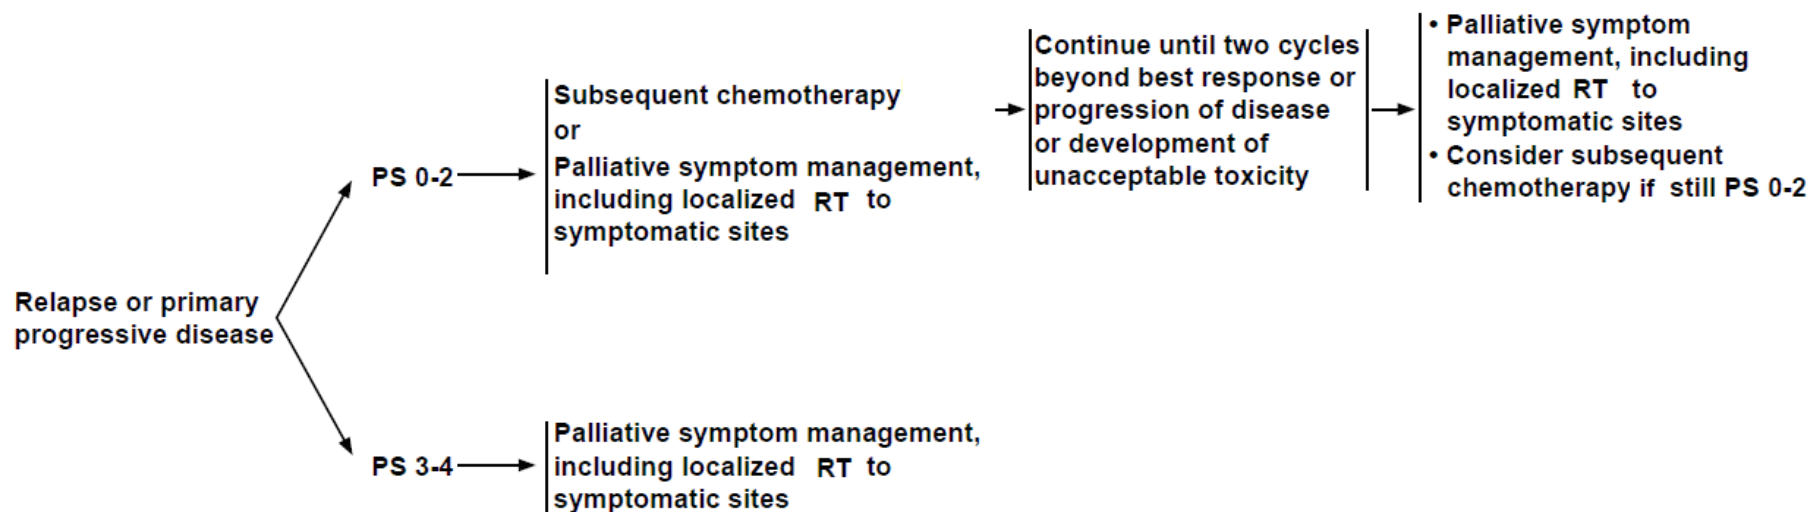 Relapse or primary
progressive disease
PS 0-2
Subsequent chemotherapy
or
Palliative symptom management,
including localized RT to
symptomatic sites
Continue until two cycles
beyond best response or
progression of disease
or development of
unacceptable toxicity
• Palliative symptom
management, including
localized RT to
symptomatic sites
• Consider subsequent
chemotherapy if still PS 0-2
PS 3-4
Palliative symptom management,
including localized RT to
symptomatic sites